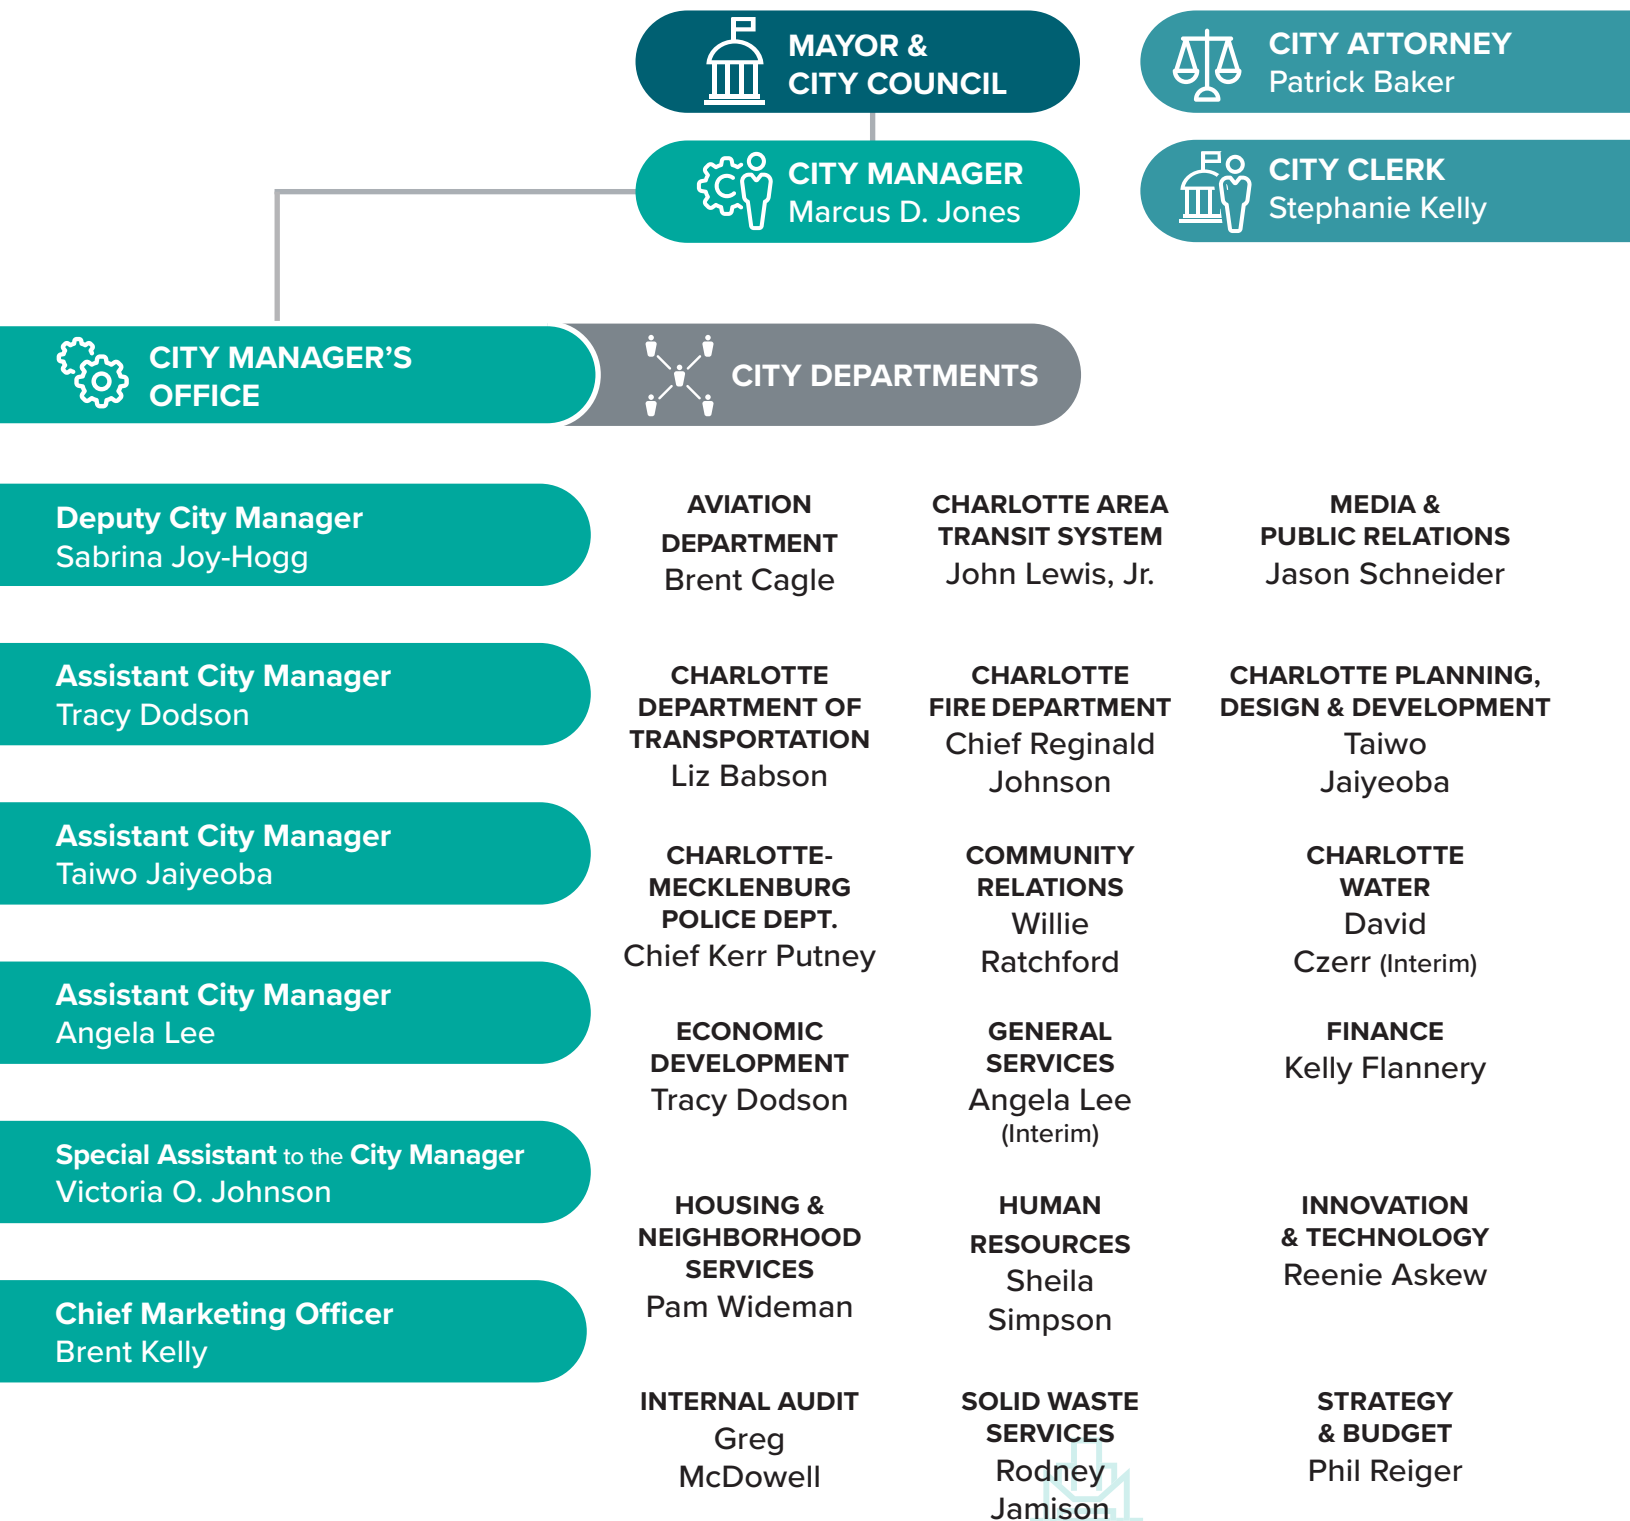 MAYOR &
CITY COUNCIL
CITY ATTORNEY
Patrick Baker
CITY MANAGER
Marcus D. Jones
CITY CLERK
Stephanie Kelly
CITY MANAGER’S
OFFICE
CITY DEPARTMENTS
Deputy City Manager
Sabrina Joy-Hogg
Assistant City Manager
Tracy Dodson
Assistant City Manager
Taiwo Jaiyeoba
Assistant City Manager
Angela Lee
Special Assistant to the City Manager
Victoria O. Johnson
Chief Marketing Officer
Brent Kelly
AVIATION
DEPARTMENT
Brent Cagle
CHARLOTTE AREA
TRANSIT SYSTEM
John Lewis, Jr.
MEDIA &
PUBLIC RELATIONS
Jason Schneider
CHARLOTTE
DEPARTMENT OF
TRANSPORTATION
Liz Babson
CHARLOTTE
FIRE DEPARTMENT
Chief Reginald
Johnson
CHARLOTTE PLANNING,
DESIGN & DEVELOPMENT
Taiwo
Jaiyeoba
CHARLOTTE-
MECKLENBURG
POLICE DEPT.
Chief Kerr Putney
COMMUNITY
RELATIONS
Willie
Ratchford
CHARLOTTE
WATER
David
Czerr (Interim)
ECONOMIC
DEVELOPMENT
Tracy Dodson
GENERAL
SERVICES
Angela Lee
(Interim)
FINANCE
Kelly Flannery
HOUSING &
NEIGHBORHOOD
SERVICES
Pam Wideman
HUMAN
RESOURCES
Sheila
Simpson
INNOVATION
& TECHNOLOGY
Reenie Askew
INTERNAL AUDIT
Greg
McDowell
SOLID WASTE
SERVICES
Rodney
Jamison
STRATEGY
& BUDGET
Phil Reiger